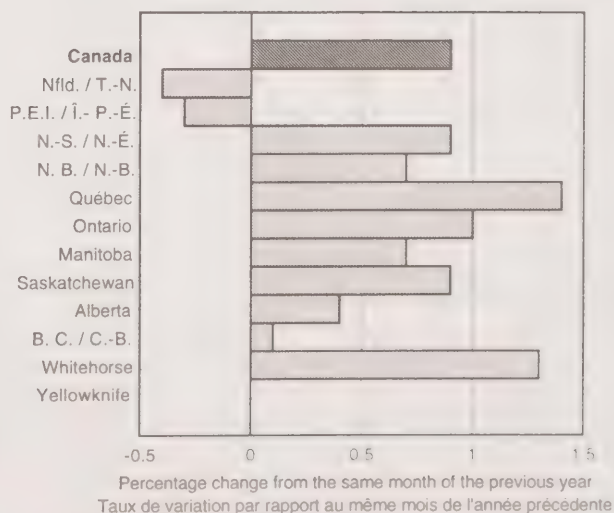 Canada
Nfld. / T.-N.
P.E.I. / Î.- P.-É.
N.-S. / N.-É.
N. B. / N.-B.
Québec
Ontario
Manitoba
Saskatchewan
Alberta
B. C. / C.-B.
Whitehorse
Yellowknife
-0.5 0 0.5 1 1.5
Percentage change from the same month of the previous year
Taux de variation par rapport au même mois de l'année précédente